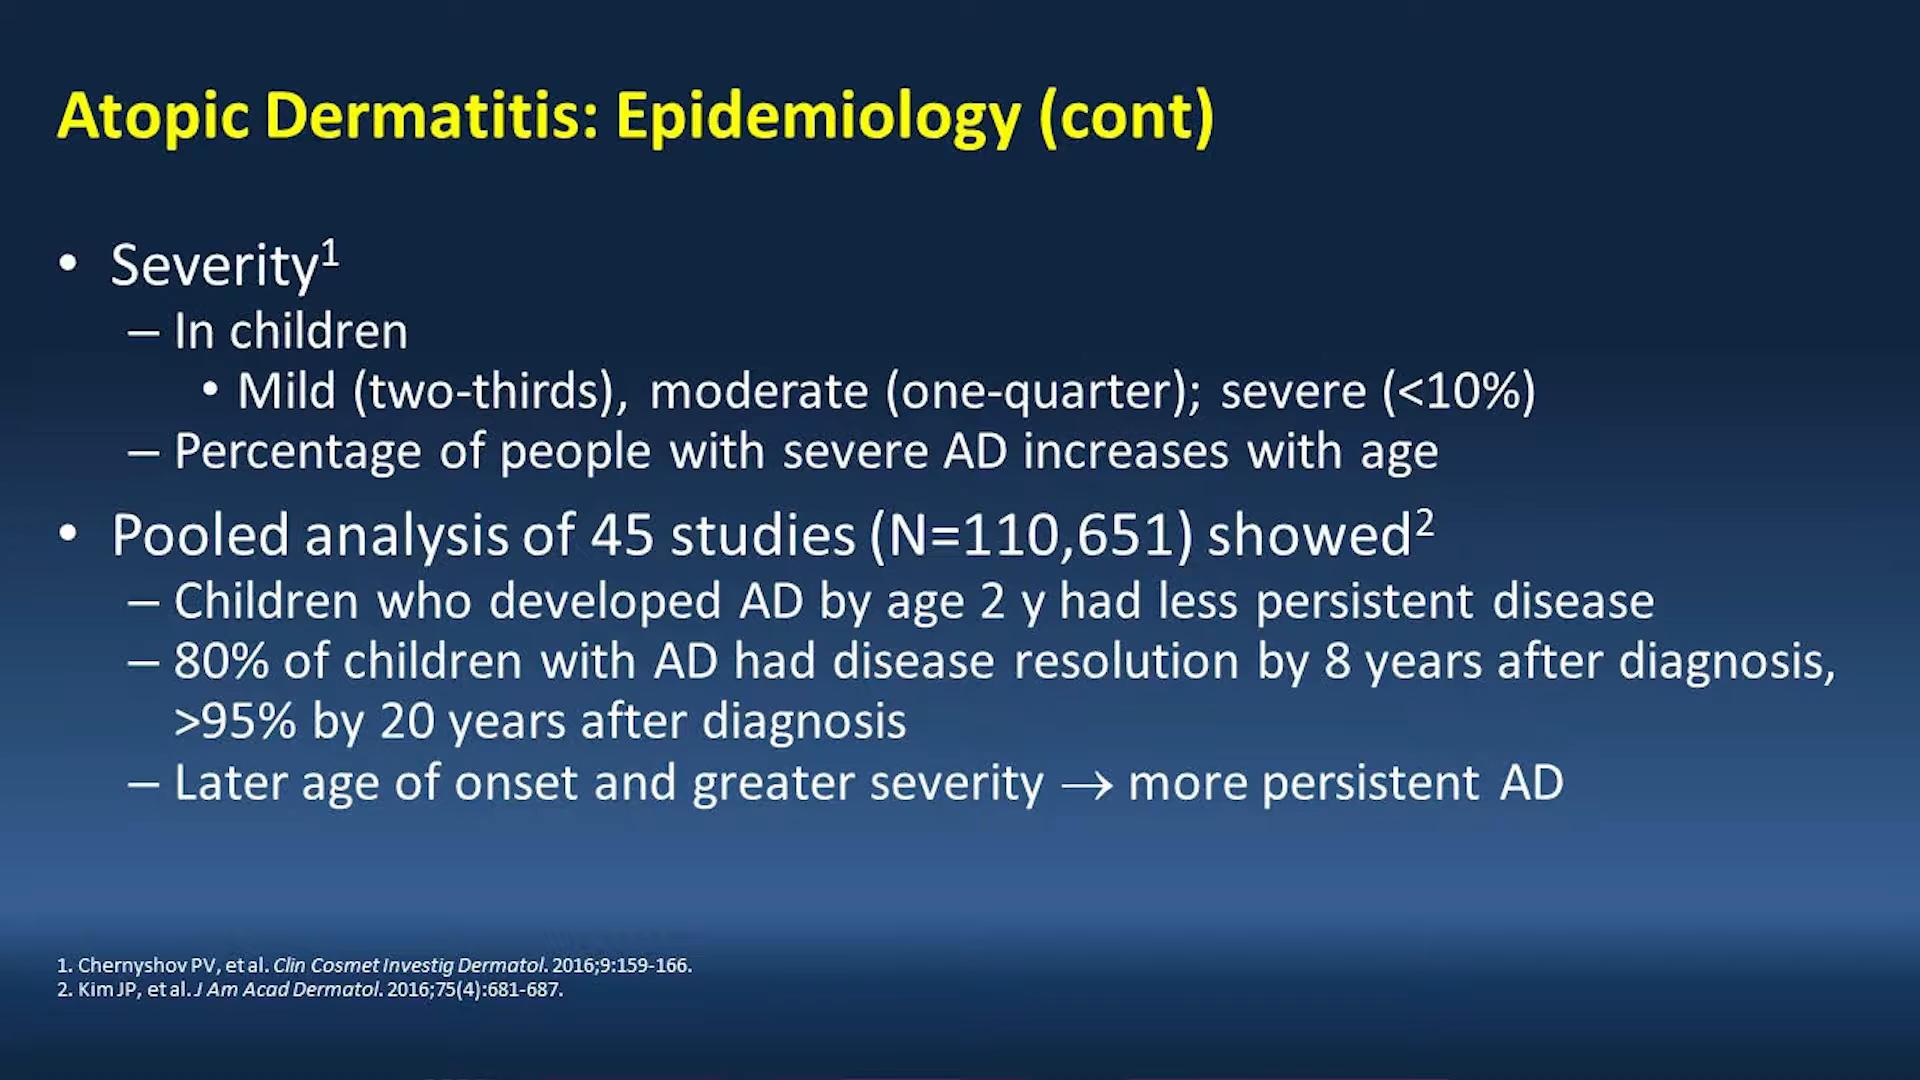 Atopic Dermatitis: Epidemiology (cont)
• Severity¹
– In children
• Mild (two-thirds), moderate (one-quarter); severe (<10%)
– Percentage of people with severe AD increases with age
• Pooled analysis of 45 studies (N=110,651) showed²
– Children who developed AD by age 2 y had less persistent disease
– 80% of children with AD had disease resolution by 8 years after diagnosis,
>95% by 20 years after diagnosis
– Later age of onset and greater severity → more persistent AD
1. Chernyshov PV, et al. Clin Cosmet Investig Dermatol. 2016;9:159-166.
2. Kim JP, et al. J Am Acad Dermatol. 2016;75(4):681-687.